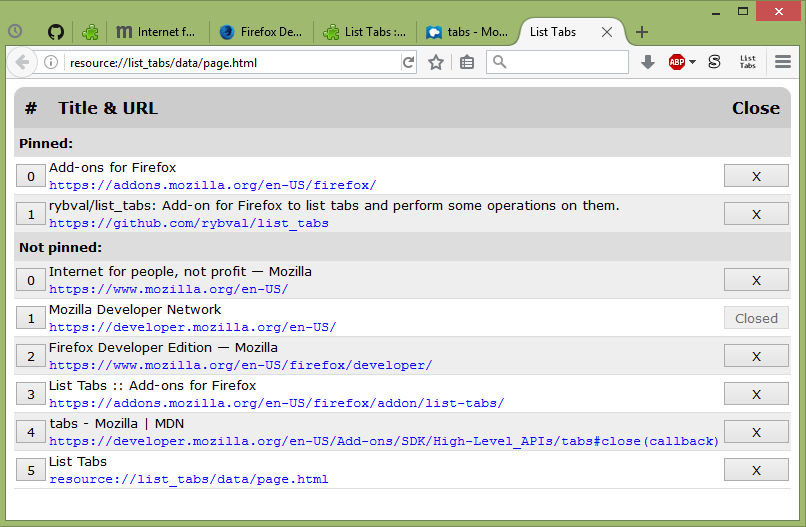 Internet f...
Firefox De...
List Tabs :...
tabs - Mo...
List Tabs
resource://list_tabs/data/page.html
ABP
S
List Tabs
# Title & URL Close
Pinned:
0 Add-ons for Firefox X
https://addons.mozilla.org/en-US/firefox/
1 rybval/list_tabs: Add-on for Firefox to list tabs and perform some operations on them. X
https://github.com/rybval/list_tabs
Not pinned:
0 Internet for people, not profit — Mozilla X
https://www.mozilla.org/en-US/
1 Mozilla Developer Network Closed
https://developer.mozilla.org/en-US/
2 Firefox Developer Edition — Mozilla X
https://www.mozilla.org/en-US/firefox/developer/
3 List Tabs :: Add-ons for Firefox X
https://addons.mozilla.org/en-US/firefox/addon/list-tabs/
4 tabs - Mozilla | MDN X
https://developer.mozilla.org/en-US/Add-ons/SDK/High-Level_APIs/tabs#close(callback)
5 List Tabs X
resource://list_tabs/data/page.html